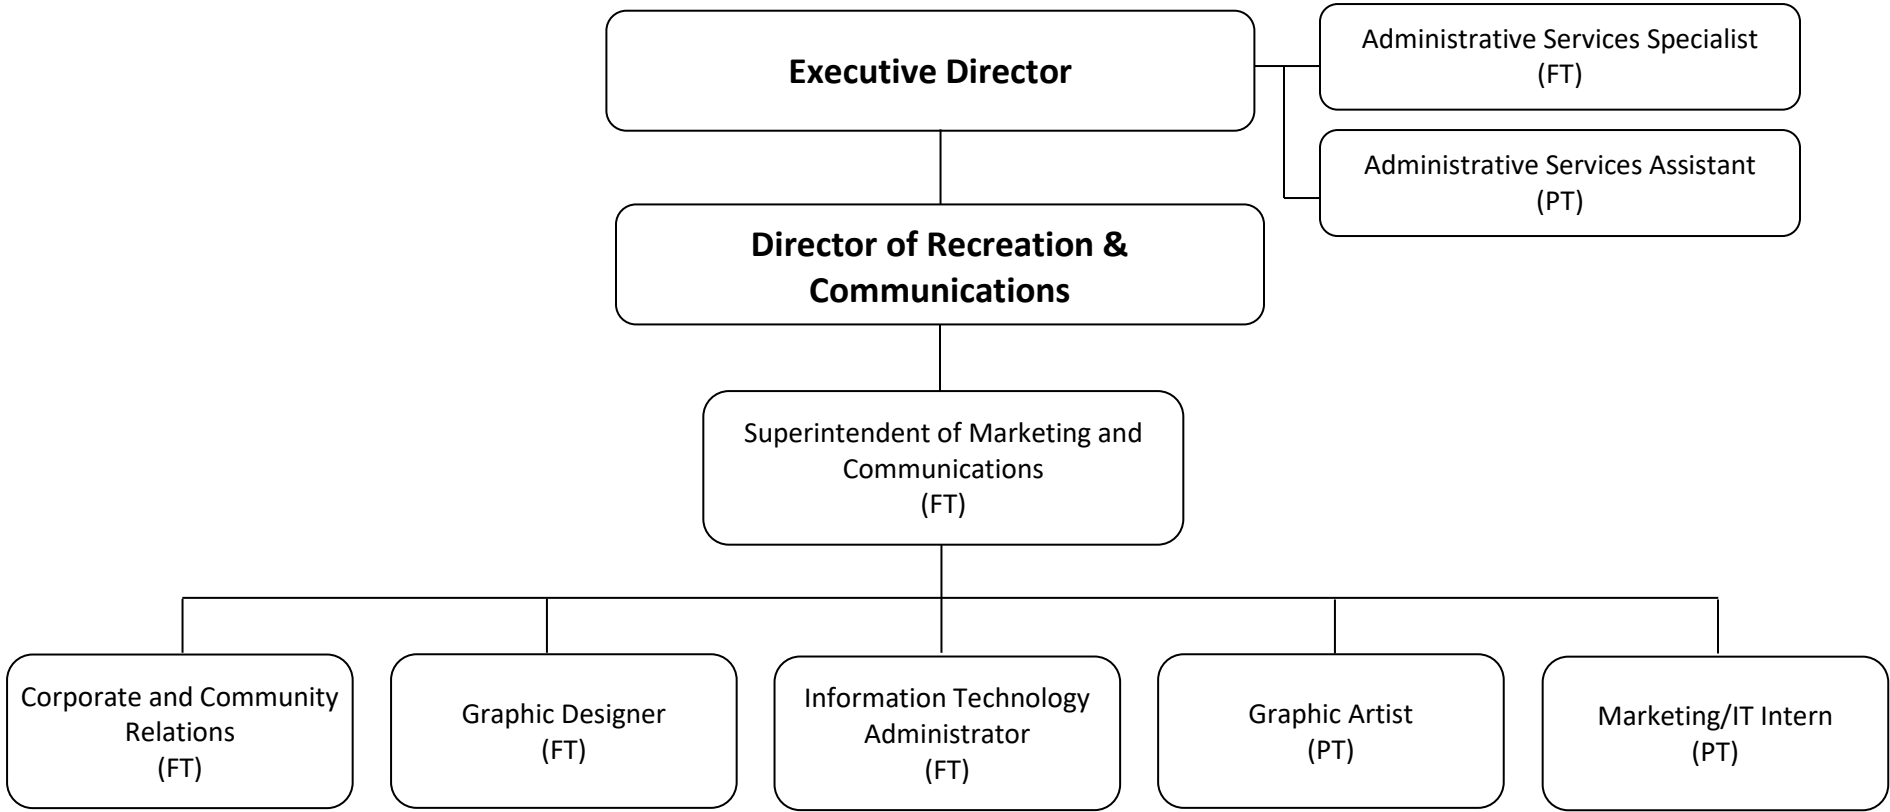 Executive Director
Administrative Services Specialist
(FT)
Administrative Services Assistant
(PT)
Director of Recreation &
Communications
Superintendent of Marketing and
Communications
(FT)
Corporate and Community
Relations
(FT)
Graphic Designer
(FT)
Information Technology
Administrator
(FT)
Graphic Artist
(PT)
Marketing/IT Intern
(PT)